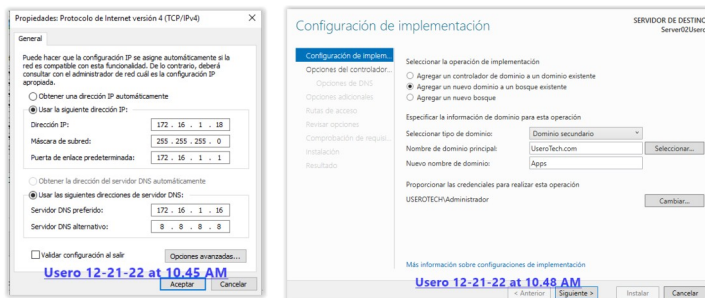 Propiedades: Protocolo de Internet versión 4 (TCP/IPv4)
General
Puede hacer que la configuración IP se asigne automáticamente si la
red es compatible con esta funcionalidad. De lo contrario, deberá
consultar con el administrador de red cuál es la configuración IP
apropiada.
Obtener una dirección IP automáticamente
Usar la siguiente dirección IP:
Dirección IP: 172 . 16 . 1 . 18
Máscara de subred: 255 . 255 . 255 . 0
Puerta de enlace predeterminada: 172 . 16 . 1 . 1
Obtener la dirección del servidor DNS automáticamente
Usar las siguientes direcciones de servidor DNS:
Servidor DNS preferido: 172 . 16 . 1 . 16
Servidor DNS alternativo: 8 . 8 . 8 . 8
Validar configuración al salir
Opciones avanzadas...
Usero 12-21-22 at 10.45 AM
Aceptar Cancelar
Configuración de implementación
SERVIDOR DE DESTINO
Server02Usero
Configuración de implem...
Opciones del controlador...
Opciones de DNS
Opciones adicionales
Rutas de acceso
Revisar opciones
Comprobación de requisi...
Instalación
Resultado
Seleccionar la operación de implementación
Agregar un controlador de dominio a un dominio existente
Agregar un nuevo dominio a un bosque existente
Agregar un nuevo bosque
Especificar la información de dominio para esta operación
Seleccionar tipo de dominio: Dominio secundario
Nombre de dominio principal: UseroTech.com Seleccionar...
Nuevo nombre de dominio: Apps
Proporcionar las credenciales para realizar esta operación
USEROTECH\Administrador Cambiar...
Más información sobre configuraciones de implementación
Usero 12-21-22 at 10.48 AM
< Anterior Siguiente > Instalar Cancelar